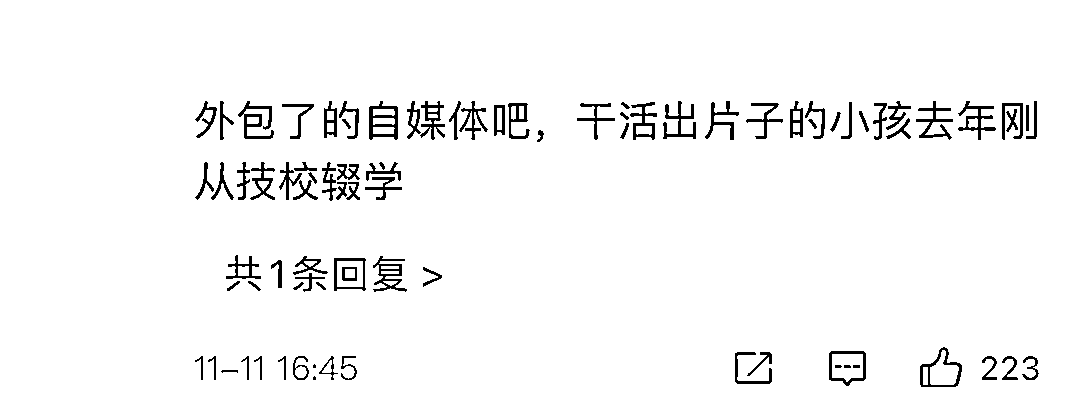 外包了的自媒体吧，干活出片子的小孩去年刚
从技校辍学
共1条回复 >
11-11 16:45
223